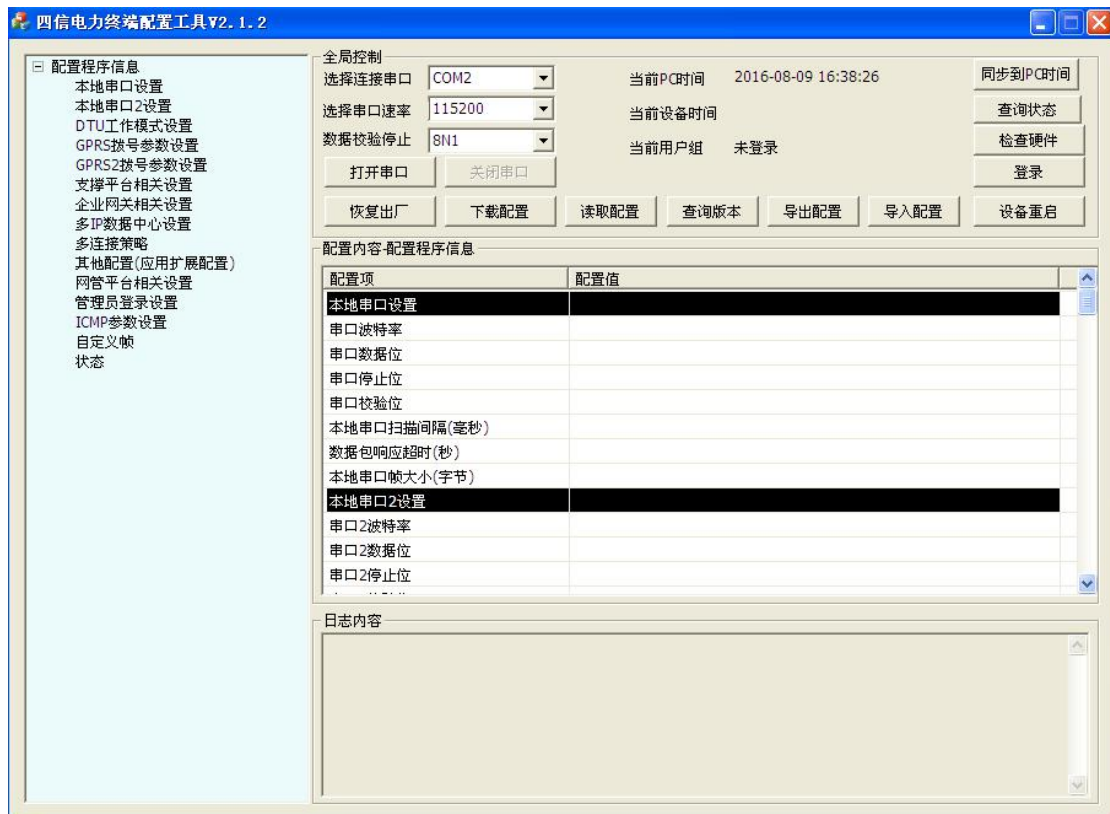 四信电力终端配置工具V2.1.2
配置程序信息
本地串口设置
本地串口2设置
DTU工作模式设置
GPRS拨号参数设置
GPRS2拨号参数设置
支撑平台相关设置
企业网关相关设置
多IP数据中心设置
多连接策略
其他配置(应用扩展配置)
网管平台相关设置
管理员登录设置
ICMP参数设置
自定义帧
状态
全局控制
选择连接串口 COM2 当前PC时间 2016-08-09 16:38:26 同步到PC时间
选择串口速率 115200 当前设备时间 查询状态
数据校验停止 8N1 当前用户组 未登录 检查硬件
打开串口 关闭串口 登录
恢复出厂 下载配置 读取配置 查询版本 导出配置 导入配置 设备重启
配置内容-配置程序信息
配置项 配置值
本地串口设置
串口波特率
串口数据位
串口停止位
串口校验位
本地串口扫描间隔(毫秒)
数据包响应超时(秒)
本地串口帧大小(字节)
本地串口2设置
串口2波特率
串口2数据位
串口2停止位
日志内容